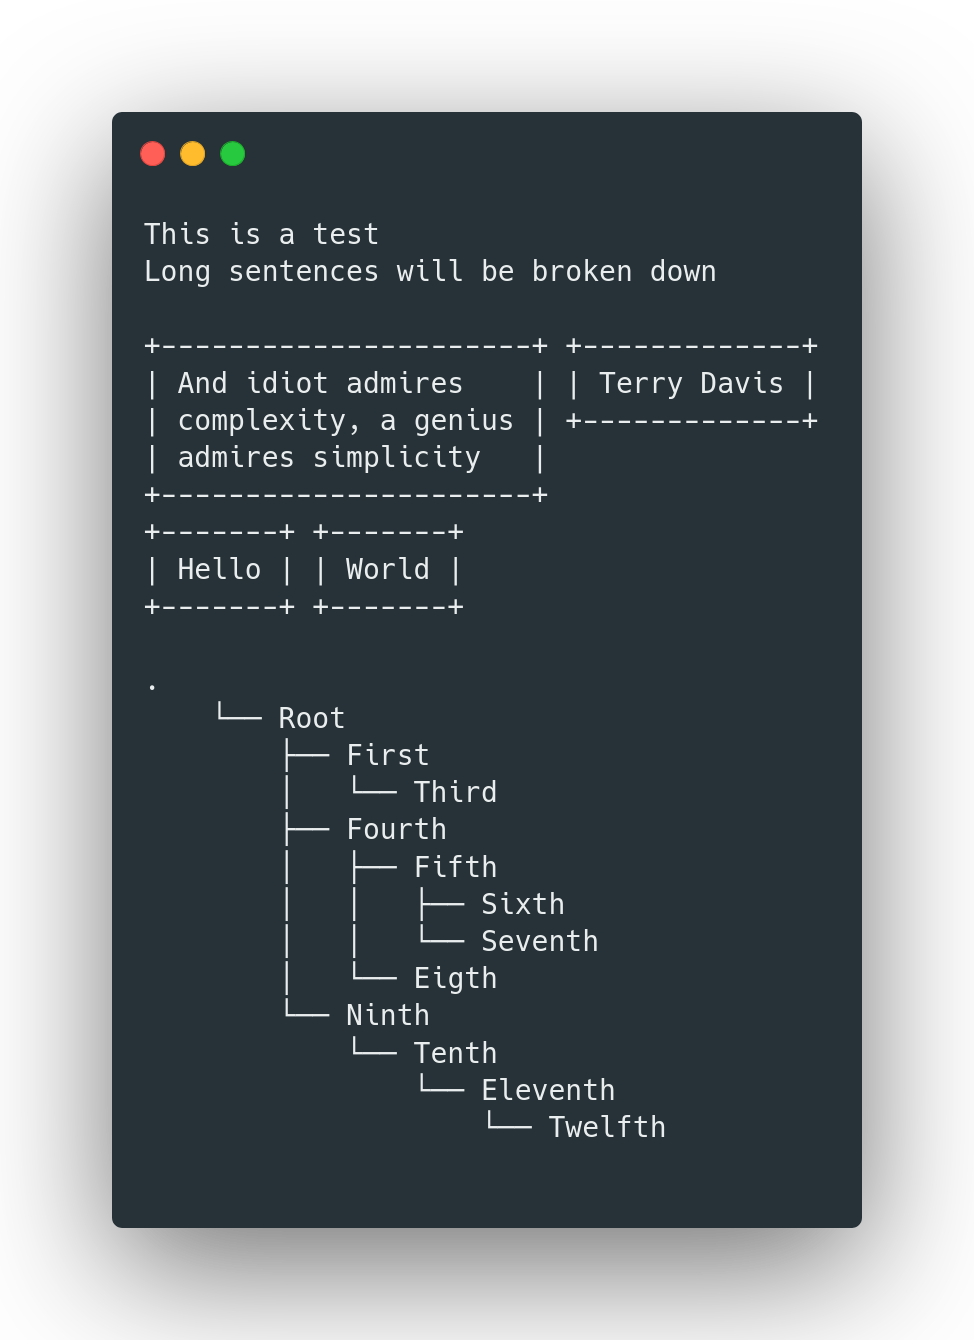 This is a test
Long sentences will be broken down

+----------------------+ +--------------+
| And idiot admires    | | Terry Davis |
| complexity, a genius | +--------------+
| admires simplicity   |
+----------------------+
+-------+ +-------+
| Hello | | World |
+-------+ +-------+

.
    └── Root
        ├── First
        │   └── Third
        ├── Fourth
        │   ├── Fifth
        │   │   ├── Sixth
        │   │   └── Seventh
        │   └── Eigth
        └── Ninth
            └── Tenth
                └── Eleventh
                    └── Twelfth